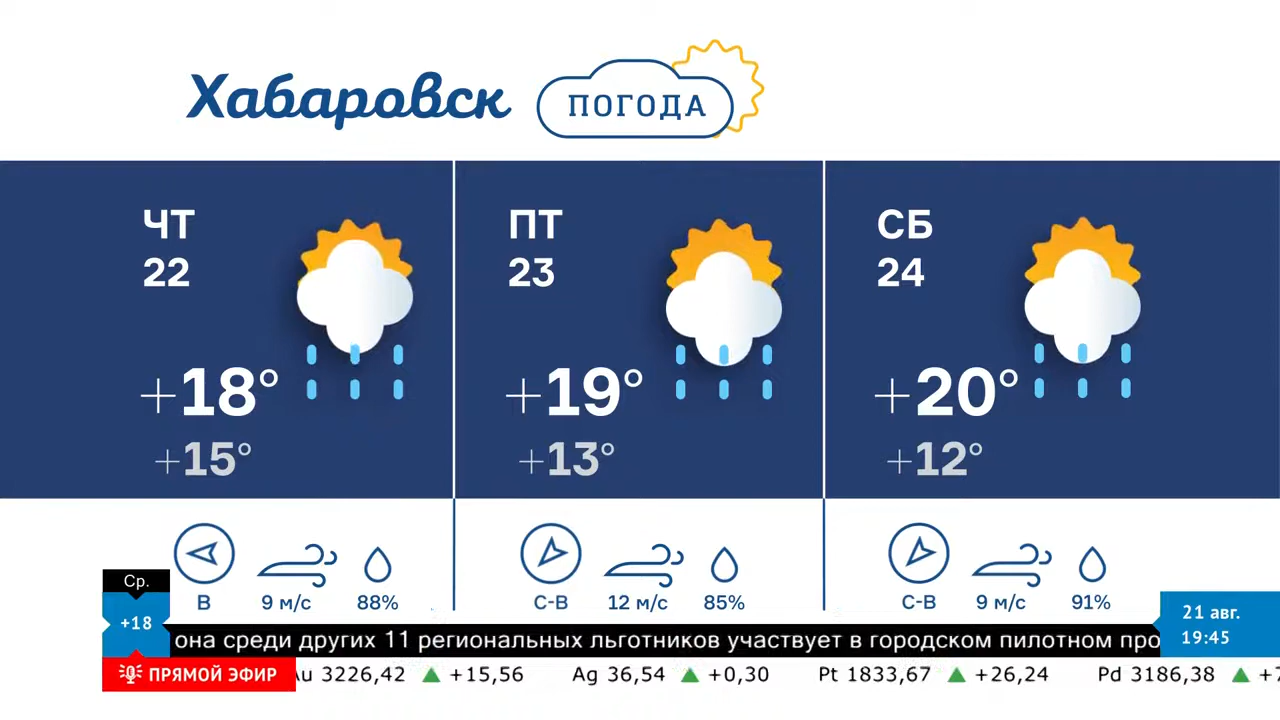 Хабаровск ПОГОДА
ЧТ
22
+18°
+15°
ПТ
23
+19°
+13°
СБ
24
+20°
+12°
В 9 м/с 88%
С-В 12 м/с 85%
С-В 9 м/с 91%
Ср.
+18
она среди других 11 региональных льготников участвует в городском пилотном про
21 авг.
19:45
ПРЯМОЙ ЭФИР
3226,42 +15,56 Ag 36,54 +0,30 Pt 1833,67 +26,24 Pd 3186,38